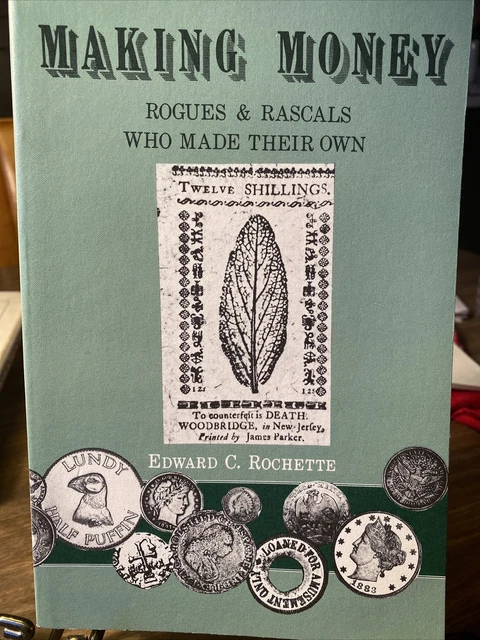 MAKING MONEY
ROGUES & RASCALS
WHO MADE THEIR OWN
TWELVE SHILLINGS.
To counterfeit is DEATH.
WOODBRIDGE, in New-Jersey,
Printed by James Parker.
EDWARD C. ROCHETTE
LUNDY
HALF PUFFIN
LOANED FOR AMUSEMENT ONLY
1883